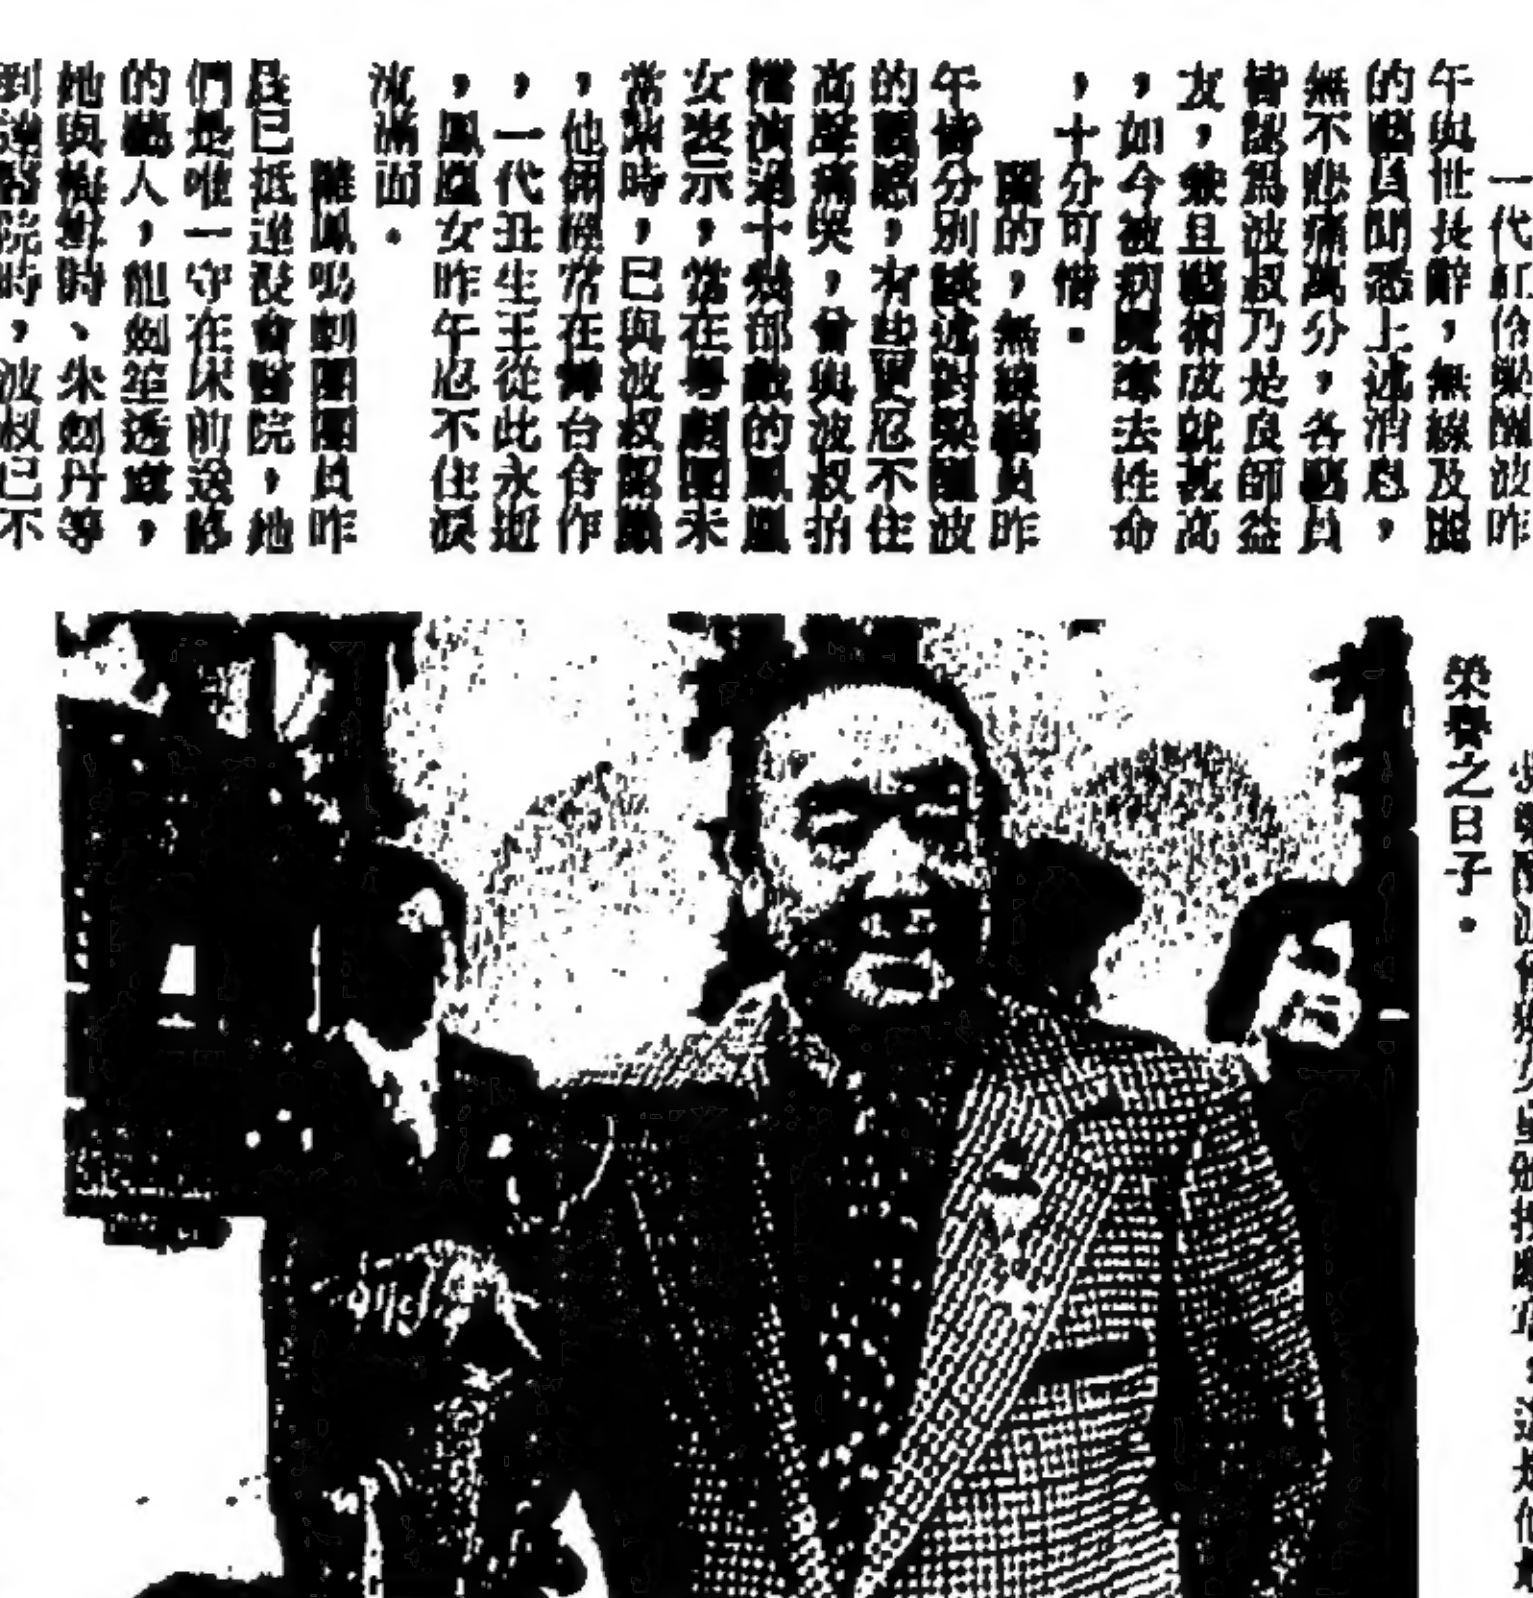 一代紅伶梁醒波昨
午與世長辭，無線及麗
的藝員聞悉上述消息，
無不悲痛萬分，各藝員
皆認爲波叔乃是良師益
友，兼且藝術成就甚高
，如今被病魔奪去性命
，十分可惜。
麗的，無線藝員昨
午皆分別談述對梁醒波
的觀感，有些更忍不住
高聲痛哭，曾與波叔拍
檔演過十幾部戲的鳳凰
女表示，當在粵劇團未
常紅時，已與波叔
，他倆經常在舞台合作
，一代丑生王從此永逝
，鳳凰女昨午忍不住淚
流滿面。
雛鳳鳴劇團團員昨
晨已抵達浸會醫院，她
們是唯一守在床前送終
的藝人，龍劍笙透露，
她與梅雪詩、朱劍丹等
到達醫院時，波叔已不
榮譽之日子。